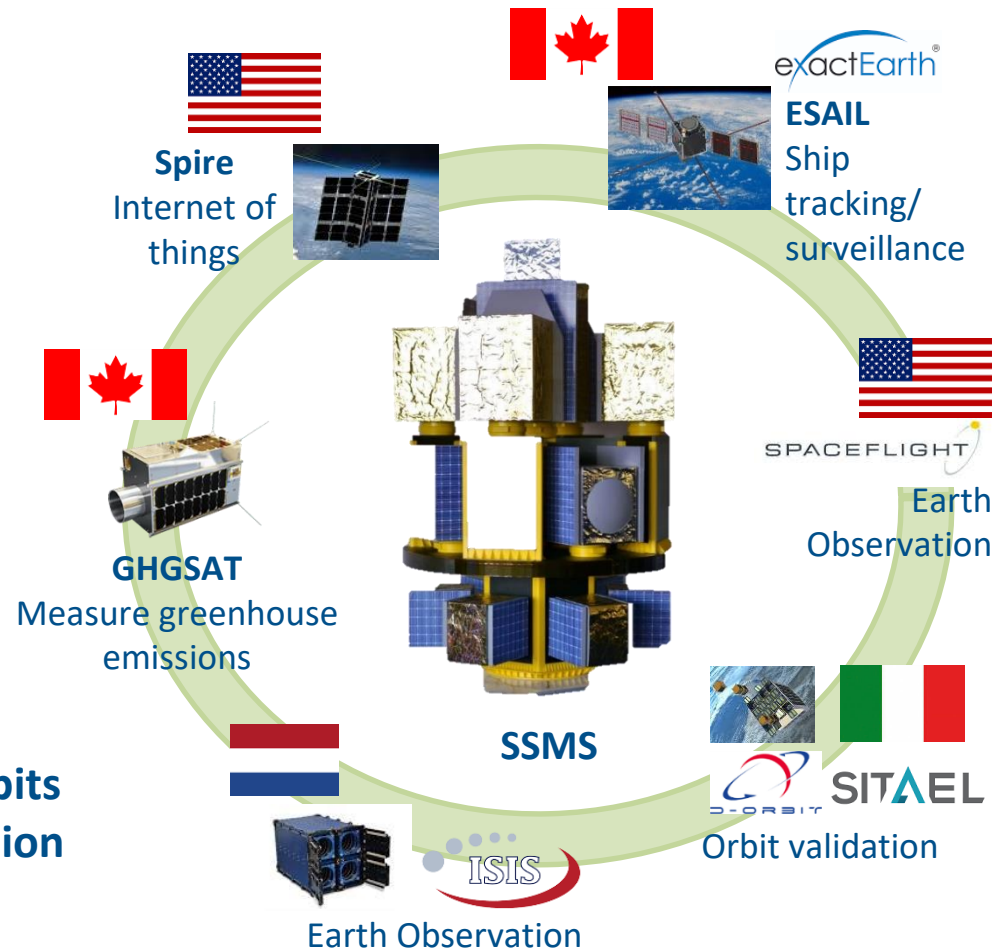 exactEarth®
ESAIL
Ship
tracking/
surveillance
Spire
Internet of
things
SPACEFLIGHT
Earth
Observation
GHGSAT
Measure greenhouse
emissions
SSMS
D-ORBIT
SITAEL
Orbit validation
bits
ion
ISIS
Earth Observation